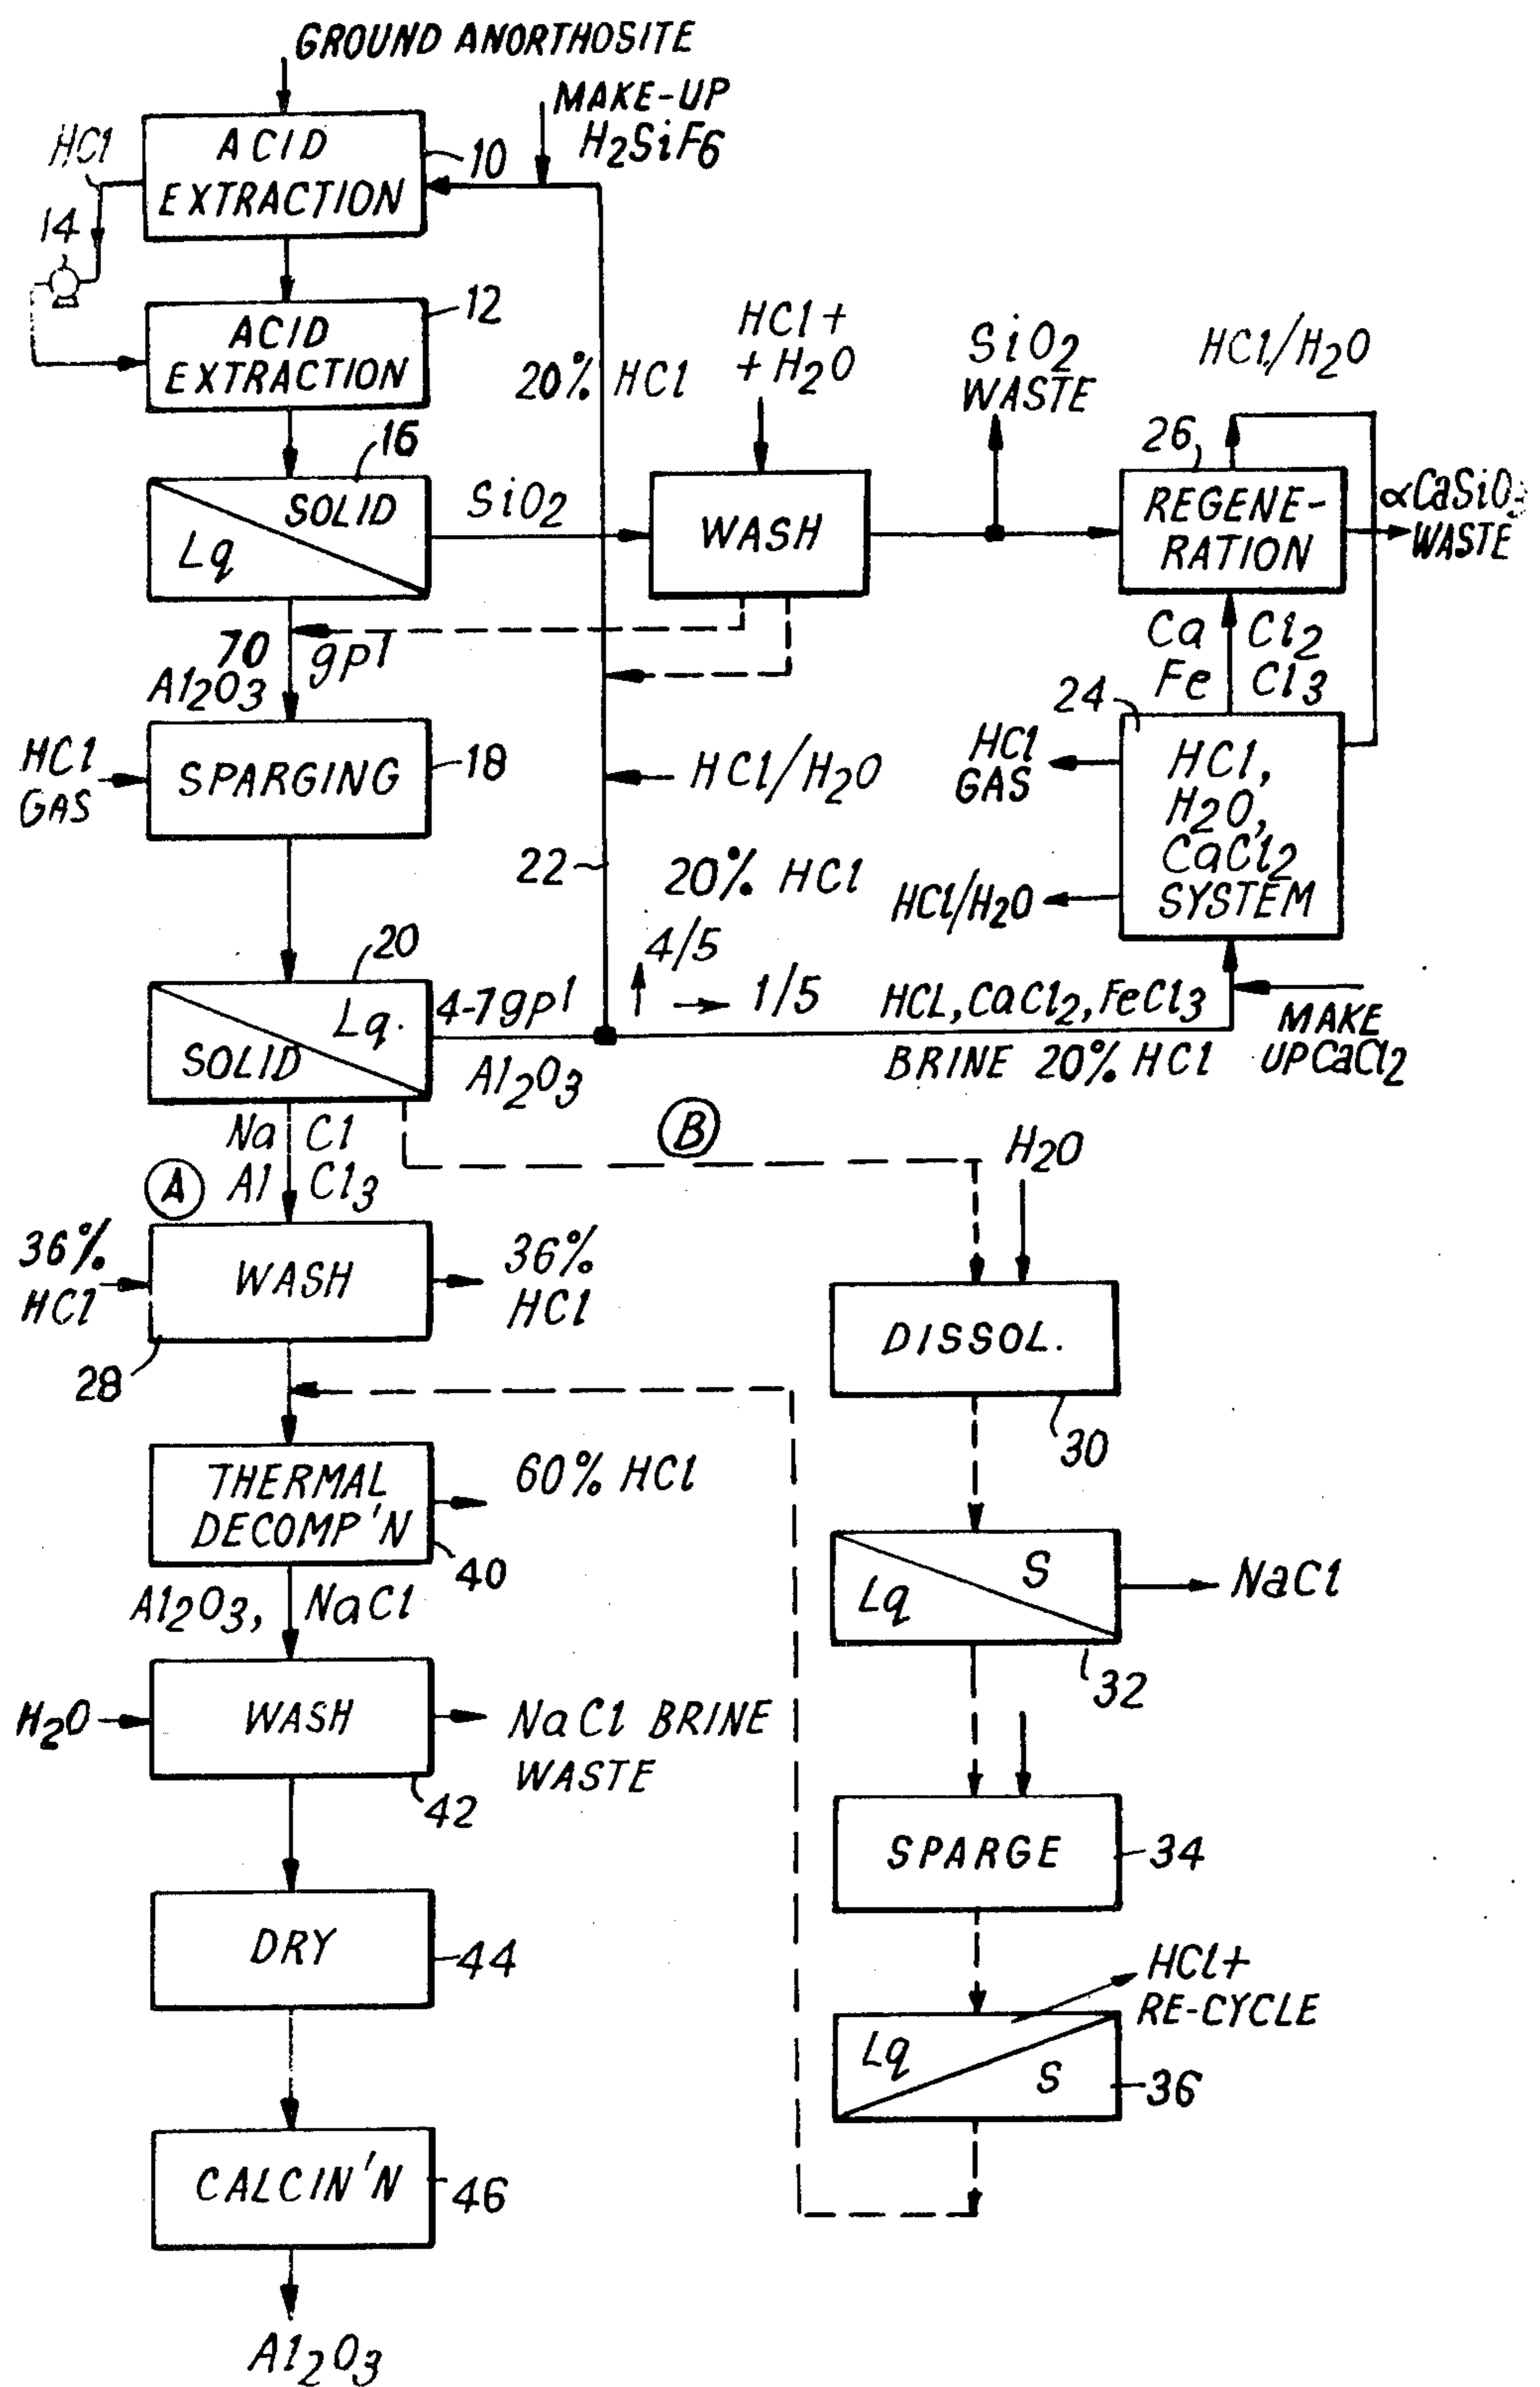 GROUND ANORTHOSITE
MAKE-UP
H2SiF6
HCl
ACID
EXTRACTION
10
14
ACID
EXTRACTION
12
20% HCl
HCl+
+H2O
SiO2
WASTE
HCl/H2O
16
SOLID
Lq
SiO2
WASH
26
REGENE-
RATION
∝CaSiO3
WASTE
70 gpl
Al2O3
Ca Cl2
Fe Cl3
HCl
GAS
SPARGING
18
HCl/H2O
24
HCl
GAS
HCl,
H2O,
CaCl2
SYSTEM
22
20% HCl
HCl/H2O
20
Lq.
SOLID
4-7gpl
Al2O3
4/5
1/5
HCL, CaCl2, FeCl3
BRINE 20% HCl
MAKE
UP CaCl2
Na Cl
Al Cl3
A
B
H2O
36%
HCl
WASH
36%
HCl
28
DISSOL.
30
THERMAL
DECOMP'N
60% HCl
40
Al2O3, NaCl
Lq
S
NaCl
32
H2O
WASH
NaCl BRINE
WASTE
42
SPARGE
34
DRY
44
HCl+
RE-CYCLE
Lq
S
36
CALCIN'N
46
Al2O3